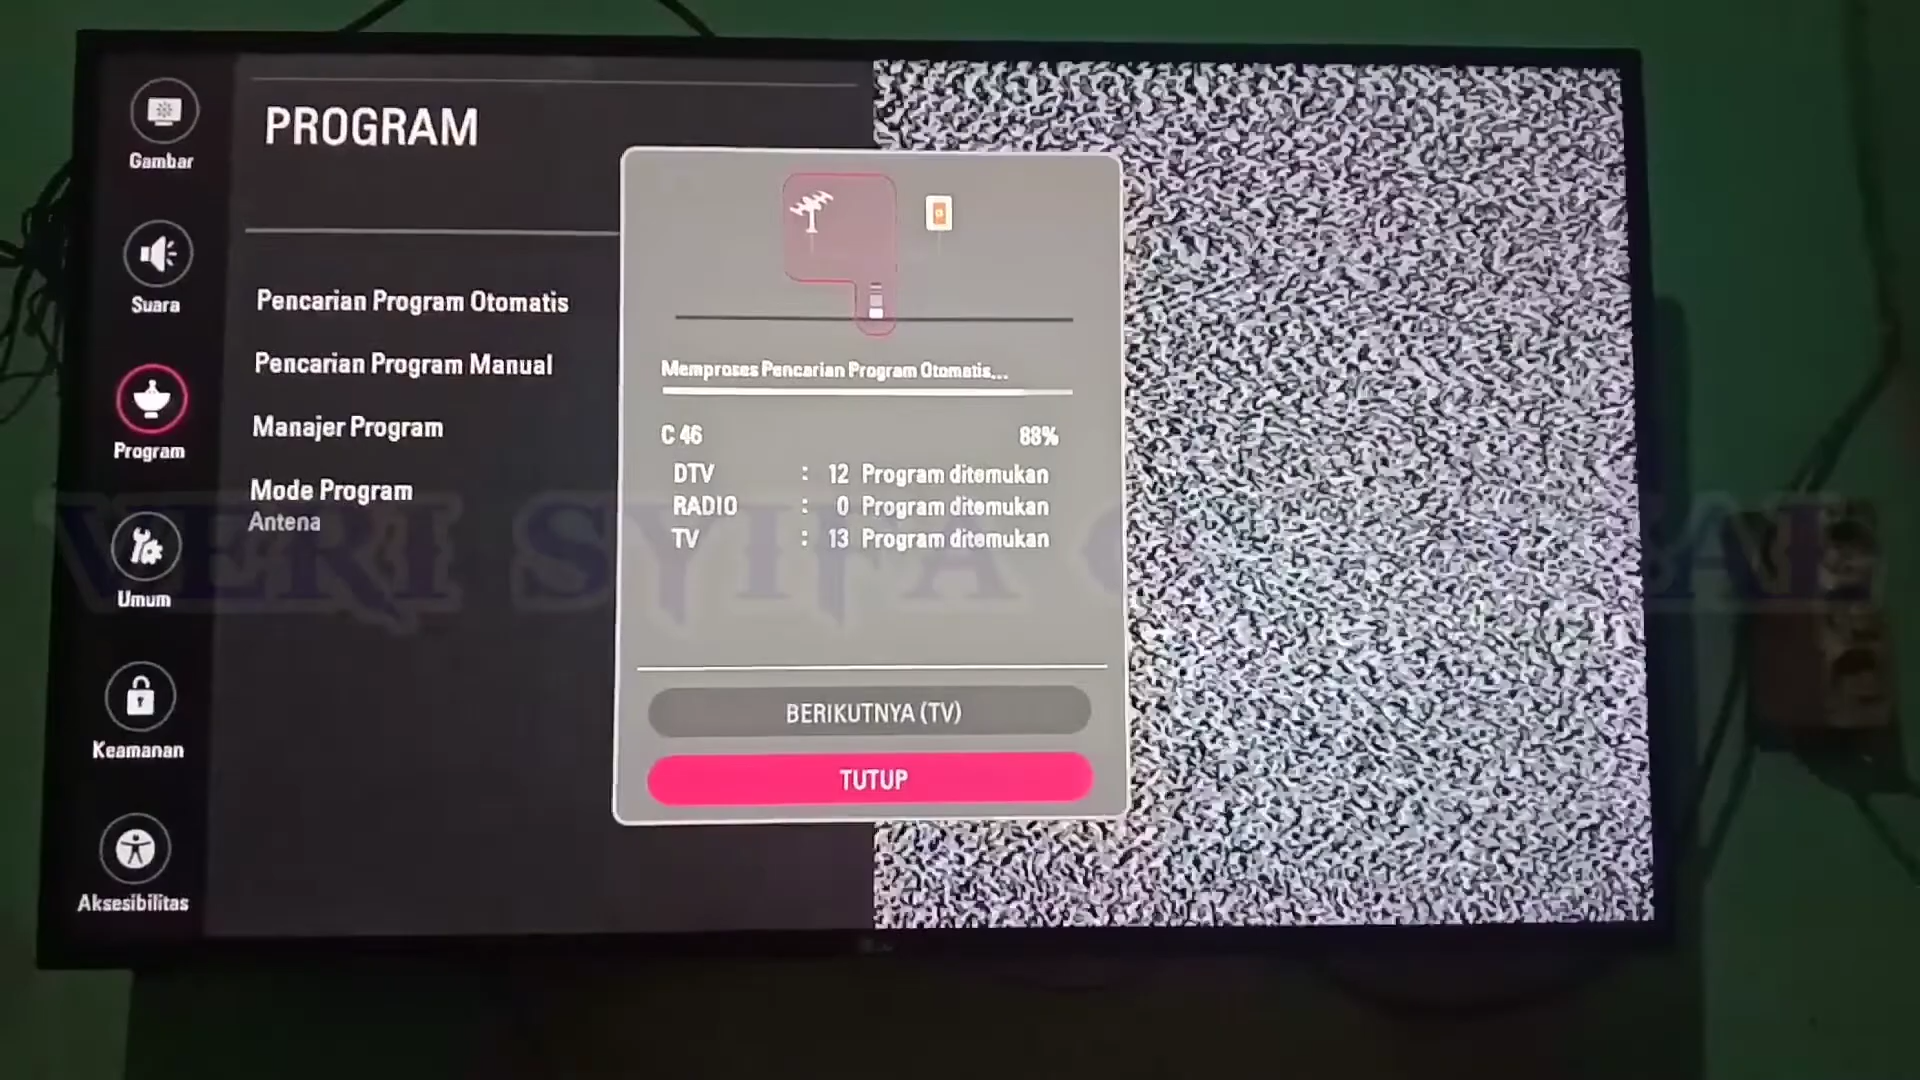 PROGRAM
Gambar
Suara
Program
Umum
Keamanan
Aksesibilitas
Pencarian Program Otomatis
Pencarian Program Manual
Manajer Program
Mode Program
Antena
Memproses Pencarian Program Otomatis...
C 46 88%
DTV : 12 Program ditemukan
RADIO : 0 Program ditemukan
TV : 13 Program ditemukan
BERIKUTNYA (TV)
TUTUP
VERI SYIFA